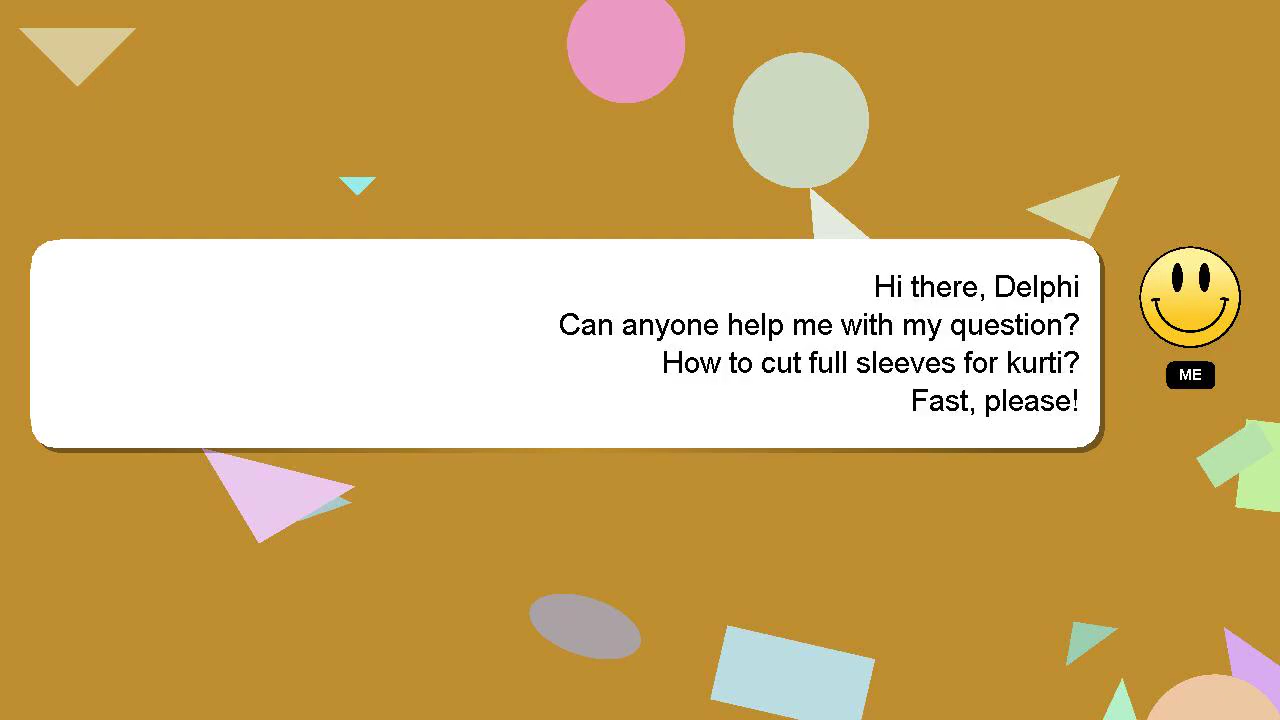 Hi there, Delphi
Can anyone help me with my question?
How to cut full sleeves for kurti?
Fast, please!
ME